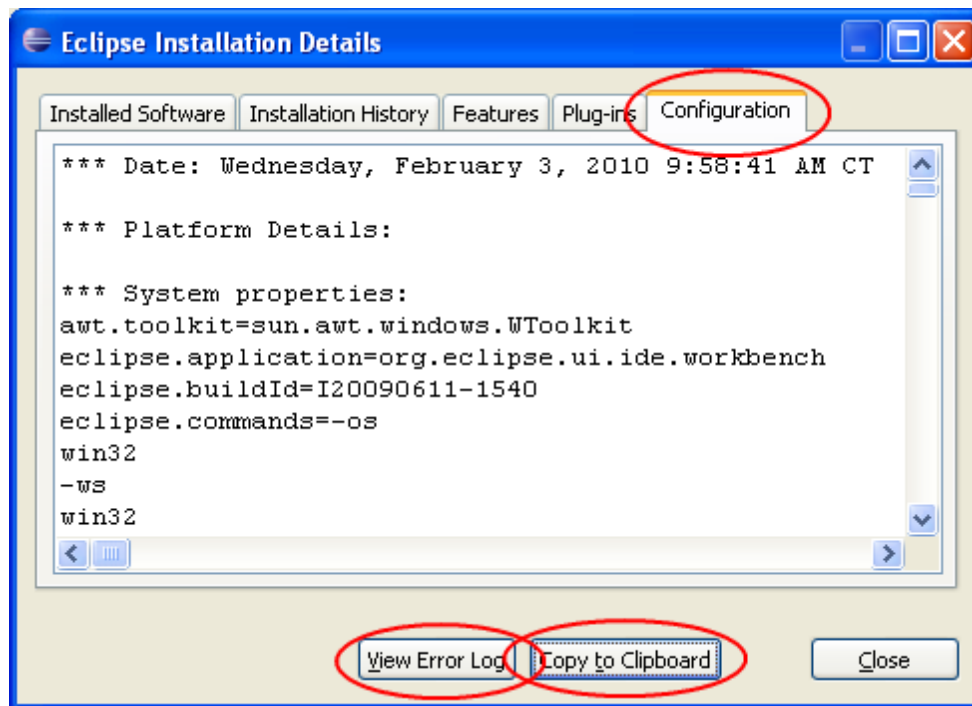 Eclipse Installation Details
Installed Software Installation History Features Plug-ins Configuration
*** Date: Wednesday, February 3, 2010 9:58:41 AM CT
*** Platform Details:
*** System properties:
awt.toolkit=sun.awt.windows.WToolkit
eclipse.application=org.eclipse.ui.ide.workbench
eclipse.buildId=I20090611-1540
eclipse.commands=-os
win32
-ws
win32
View Error Log Copy to Clipboard Close